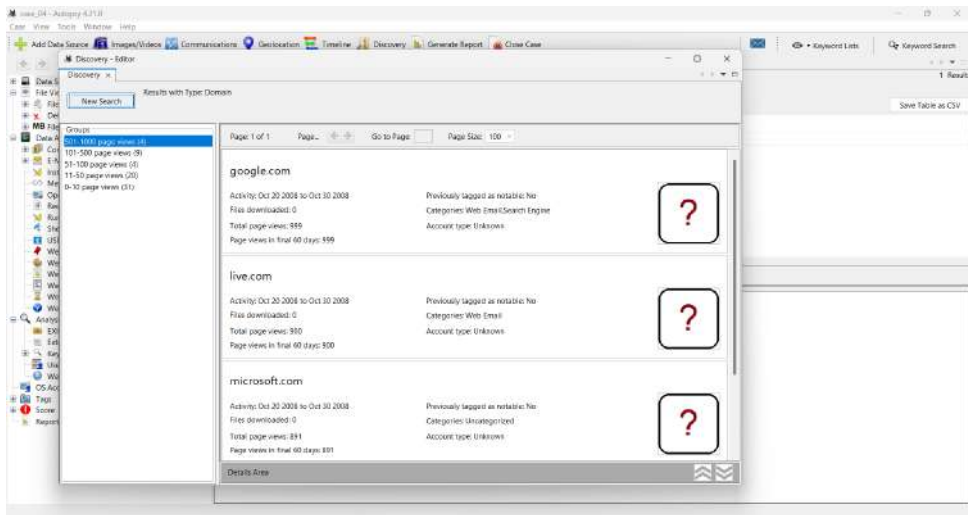 Case View Tools Window Help
Add Data Source Images/Videos Communications Geolocation Timeline Discovery Generate Report Close Case Keyword Lists Keyword Search
Discovery - Editor
Discovery
1 Result
New Search
Results with Type: Domain
Save Table as CSV
Groups
501-1000 page views (4)
101-500 page views (9)
51-100 page views (4)
11-50 page views (20)
0-10 page views (31)
Page: 1 of 1 Page: Go to Page: Page Size: 100
google.com
Activity: Oct 20 2008 to Oct 30 2008
Files downloaded: 0
Total page views: 999
Page views in final 60 days: 999
Previously tagged as notable: No
Categories: Web Email,Search Engine
Account type: Unknown
?
live.com
Activity: Oct 20 2008 to Oct 30 2008
Files downloaded: 0
Total page views: 900
Page views in final 60 days: 900
Previously tagged as notable: No
Categories: Web Email
Account type: Unknown
?
microsoft.com
Activity: Oct 20 2008 to Oct 30 2008
Files downloaded: 0
Total page views: 891
Page views in final 60 days: 891
Previously tagged as notable: No
Categories: Uncategorized
Account type: Unknown
?
Details Area
Tags
Score